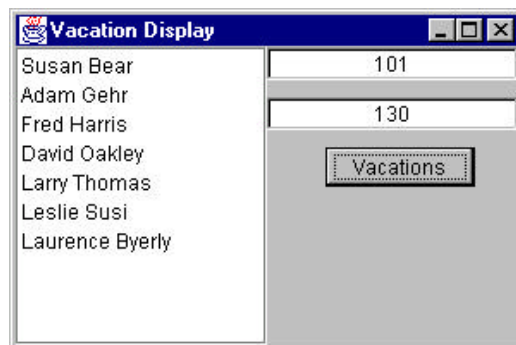 Vacation Display
Susan Bear
Adam Gehr
Fred Harris
David Oakley
Larry Thomas
Leslie Susi
Laurence Byerly
101
130
Vacations